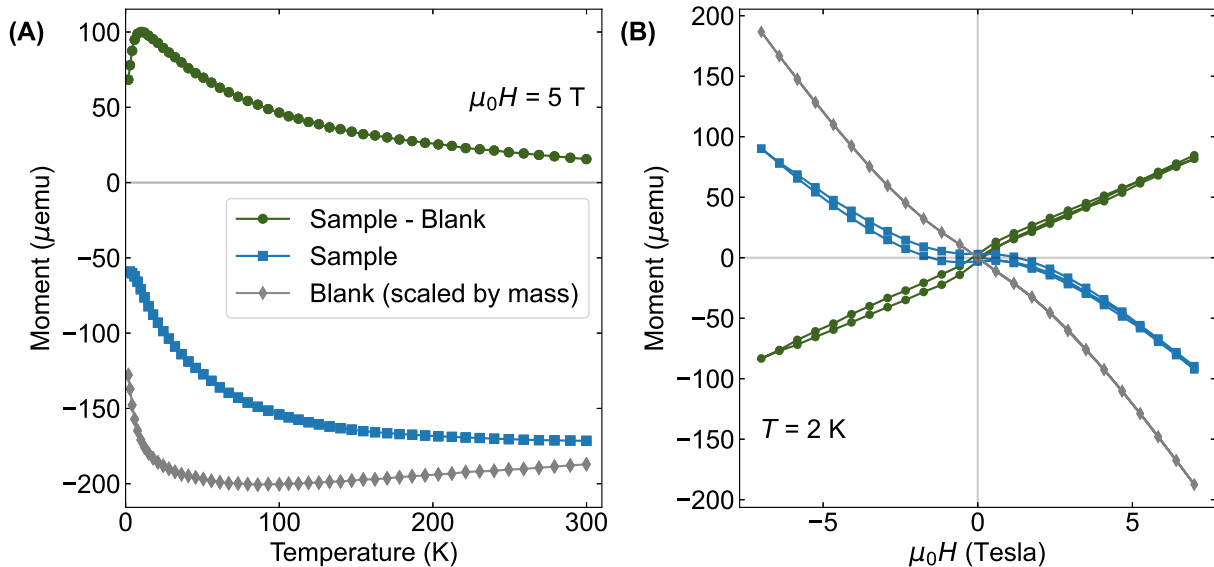 (A)
Moment (μemu)
100
50
0
−50
−100
−150
−200
μ₀H = 5 T
Sample - Blank
Sample
Blank (scaled by mass)
0
100
200
300
Temperature (K)
(B)
Moment (μemu)
200
150
100
50
0
−50
−100
−150
−200
T = 2 K
−5
0
5
μ₀H (Tesla)